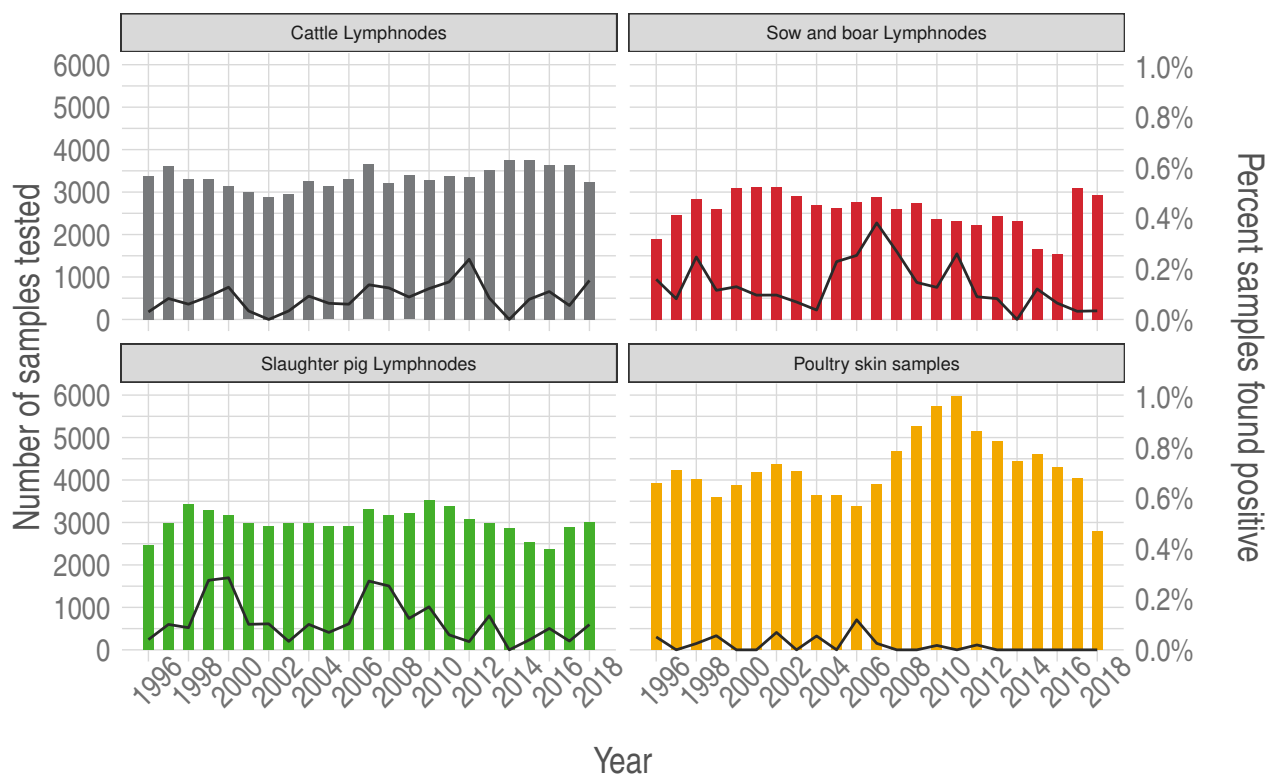 Cattle Lymphnodes
Sow and boar Lymphnodes
6000
5000
4000
3000
2000
1000
0
1.0%
0.8%
0.6%
0.4%
0.2%
0.0%
Number of samples tested
Percent samples found positive
Slaughter pig Lymphnodes
Poultry skin samples
6000
5000
4000
3000
2000
1000
0
1.0%
0.8%
0.6%
0.4%
0.2%
0.0%
1996 1998 2000 2002 2004 2006 2008 2010 2012 2014 2016 2018
1996 1998 2000 2002 2004 2006 2008 2010 2012 2014 2016 2018
Year